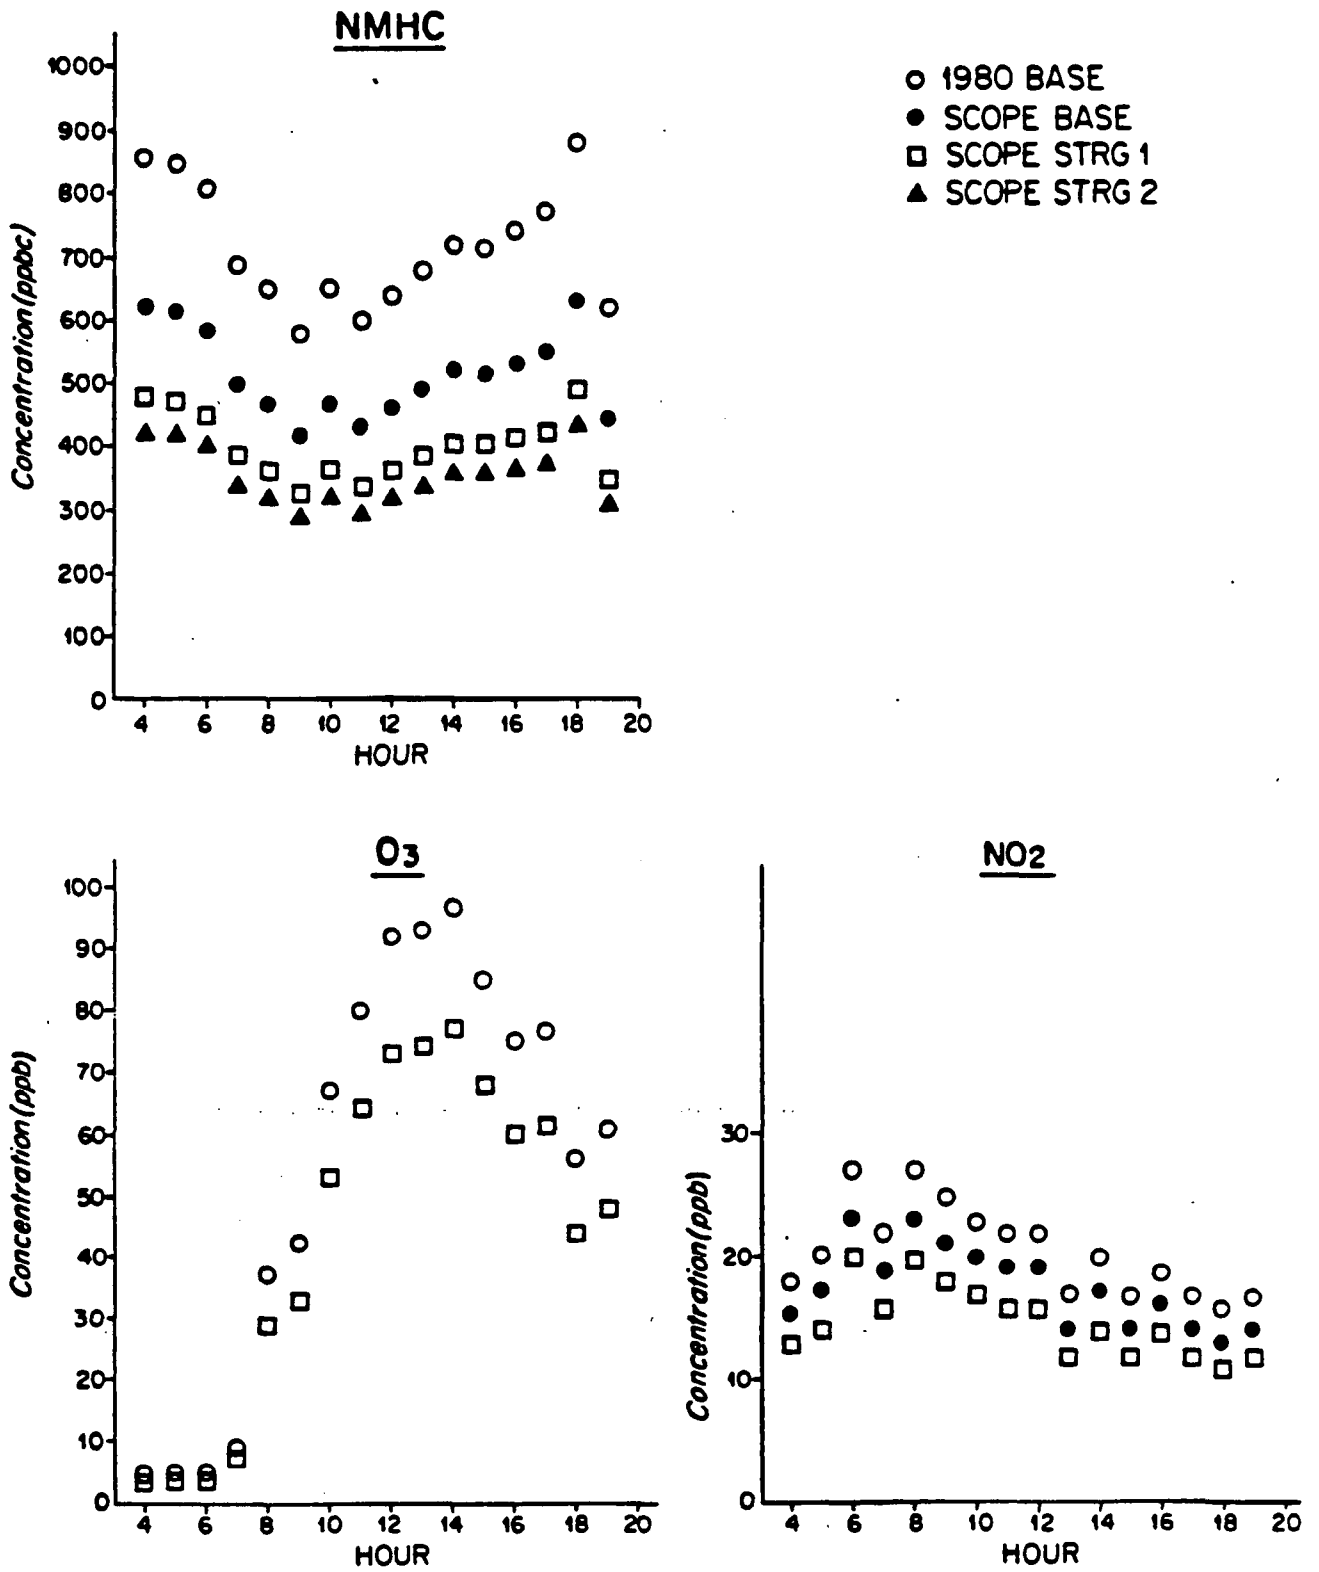 NMHC
1000
900
800
700
600
500
400
300
200
100
0
Concentration (ppbc)
4 6 8 10 12 14 16 18 20
HOUR
1980 BASE
SCOPE BASE
SCOPE STRG 1
SCOPE STRG 2
O3
100
90
80
70
60
50
40
30
20
10
0
Concentration (ppb)
4 6 8 10 12 14 16 18 20
HOUR
NO2
30
20
10
0
Concentration (ppb)
4 6 8 10 12 14 16 18 20
HOUR